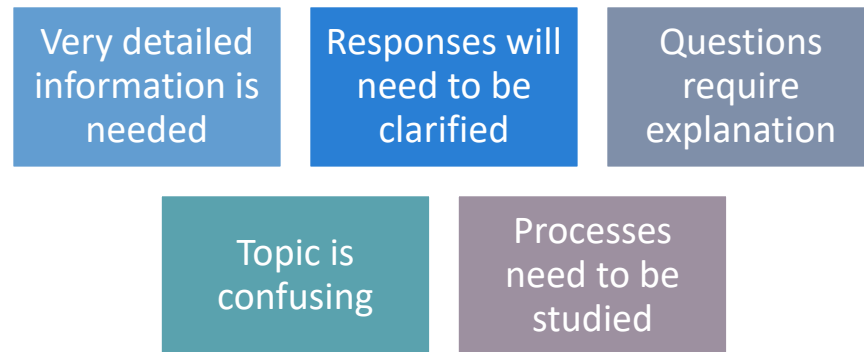 Very detailed
information is
needed
Responses will
need to be
clarified
Questions
require
explanation
Topic is
confusing
Processes
need to be
studied